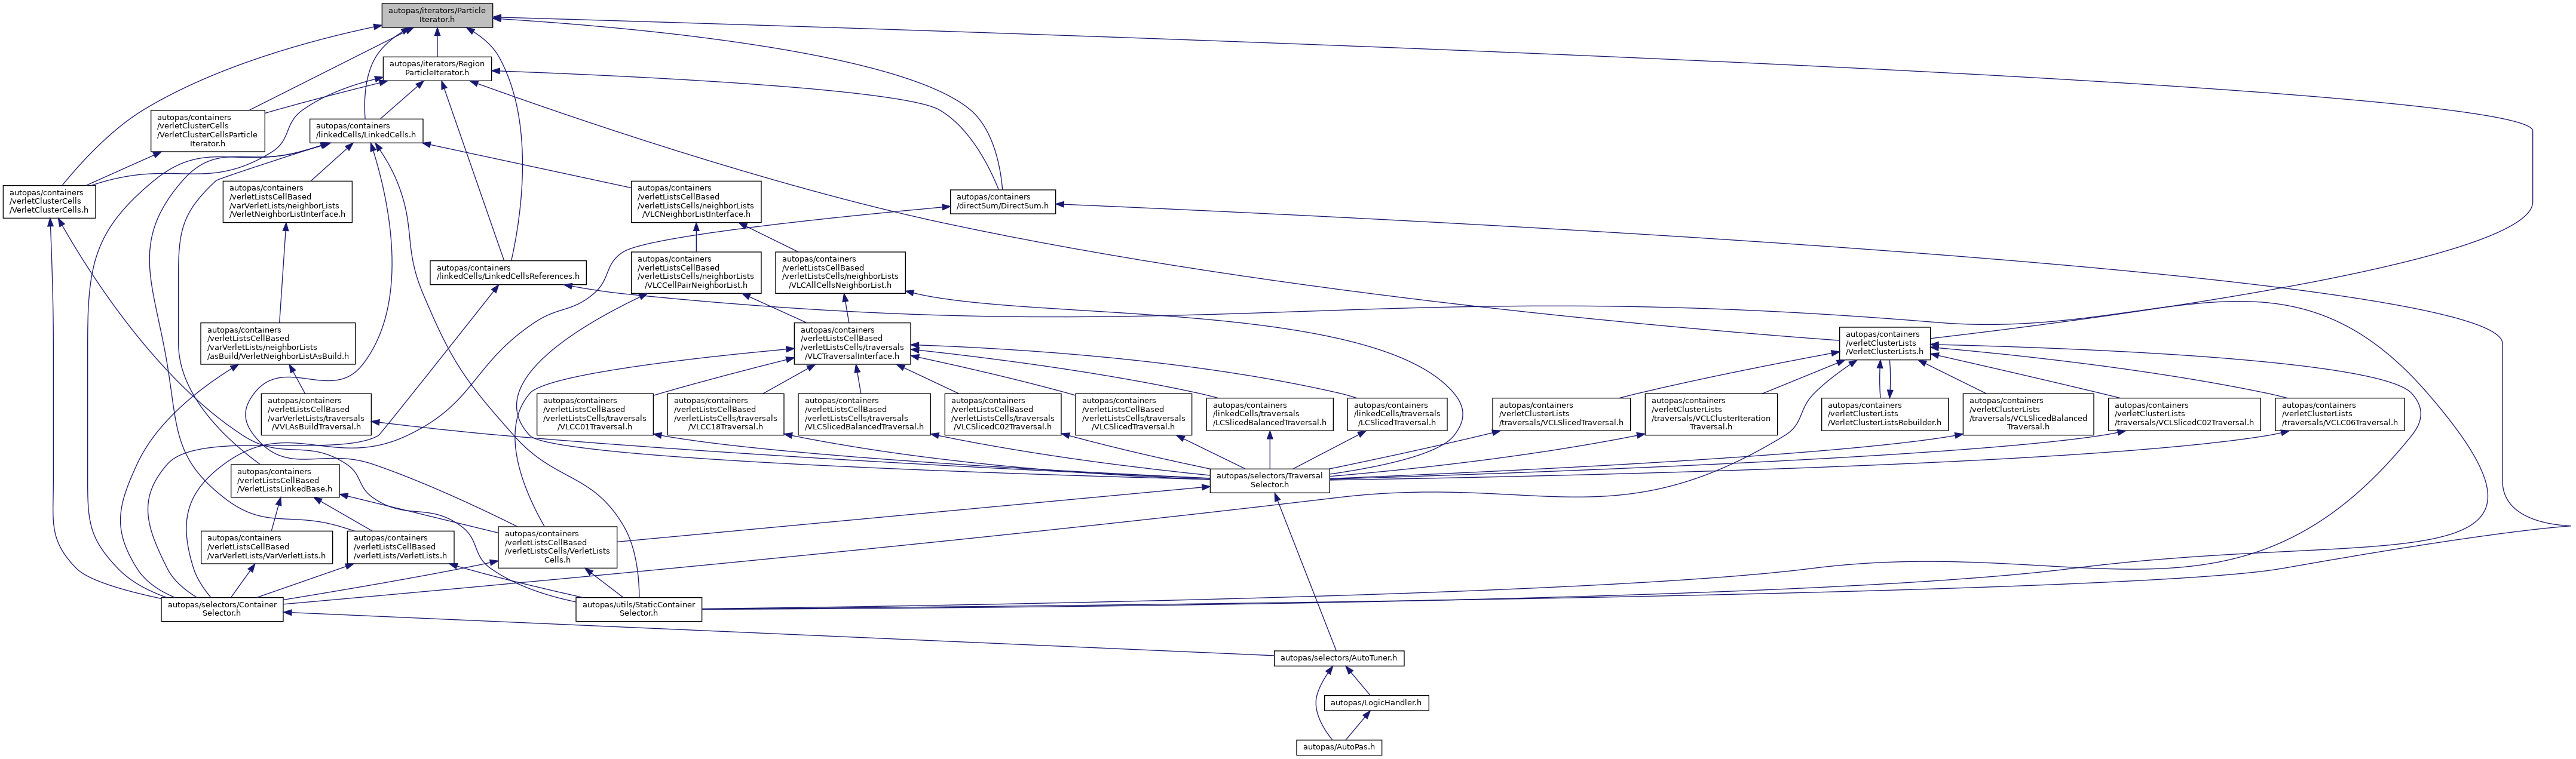 autopas/iterators/Particle
Iterator.h
autopas/iterators/Region
ParticleIterator.h
autopas/containers
/verletClusterCells
/VerletClusterCellsParticle
Iterator.h
autopas/containers
/linkedCells/LinkedCells.h
autopas/containers
/verletClusterCells
/VerletClusterCells.h
autopas/containers
/verletListsCellBased
/varVerletLists/neighborLists
/VerletNeighborListInterface.h
autopas/containers
/verletListsCellBased
/verletListsCells/neighborLists
/VLCNeighborListInterface.h
autopas/containers
/directSum/DirectSum.h
autopas/containers
/linkedCells/LinkedCellsReferences.h
autopas/containers
/verletListsCellBased
/verletListsCells/neighborLists
/VLCCellPairNeighborList.h
autopas/containers
/verletListsCellBased
/verletListsCells/neighborLists
/VLCAllCellsNeighborList.h
autopas/containers
/verletListsCellBased
/varVerletLists/neighborLists
/asBuild/VerletNeighborListAsBuild.h
autopas/containers
/verletListsCellBased
/verletListsCells/traversals
/VLCTraversalInterface.h
autopas/containers
/verletClusterLists
/VerletClusterLists.h
autopas/containers
/verletListsCellBased
/varVerletLists/traversals
/VVLAsBuildTraversal.h
autopas/containers
/verletListsCellBased
/verletListsCells/traversals
/VLCC01Traversal.h
autopas/containers
/verletListsCellBased
/verletListsCells/traversals
/VLCC18Traversal.h
autopas/containers
/verletListsCellBased
/verletListsCells/traversals
/VLCSlicedBalancedTraversal.h
autopas/containers
/verletListsCellBased
/verletListsCells/traversals
/VLCSlicedC02Traversal.h
autopas/containers
/verletListsCellBased
/verletListsCells/traversals
/VLCSlicedTraversal.h
autopas/containers
/linkedCells/traversals
/LCSlicedBalancedTraversal.h
autopas/containers
/linkedCells/traversals
/LCSlicedTraversal.h
autopas/containers
/verletClusterLists
/traversals/VCLSlicedTraversal.h
autopas/containers
/verletClusterLists
/traversals/VCLClusterIteration
Traversal.h
autopas/containers
/verletClusterLists
/VerletClusterListsRebuilder.h
autopas/containers
/verletClusterLists
/traversals/VCLSlicedBalanced
Traversal.h
autopas/containers
/verletClusterLists
/traversals/VCLSlicedC02Traversal.h
autopas/containers
/verletClusterLists
/traversals/VCLC06Traversal.h
autopas/containers
/verletListsCellBased
/VerletListsLinkedBase.h
autopas/selectors/Traversal
Selector.h
autopas/containers
/verletListsCellBased
/varVerletLists/VarVerletLists.h
autopas/containers
/verletListsCellBased
/verletLists/VerletLists.h
autopas/containers
/verletListsCellBased
/verletListsCells/VerletLists
Cells.h
autopas/selectors/Container
Selector.h
autopas/utils/StaticContainer
Selector.h
autopas/selectors/AutoTuner.h
autopas/LogicHandler.h
autopas/AutoPas.h